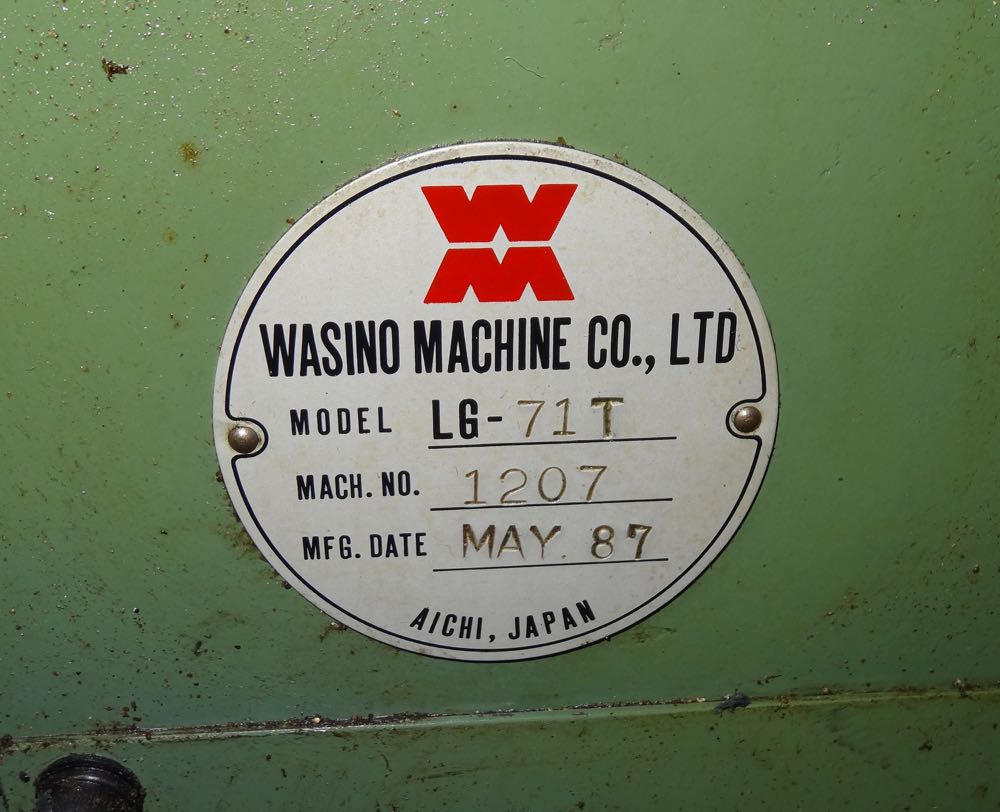 WASINO MACHINE CO., LTD
MODEL LG-71T
MACH. NO. 1207
MFG. DATE MAY. 87
AICHI, JAPAN